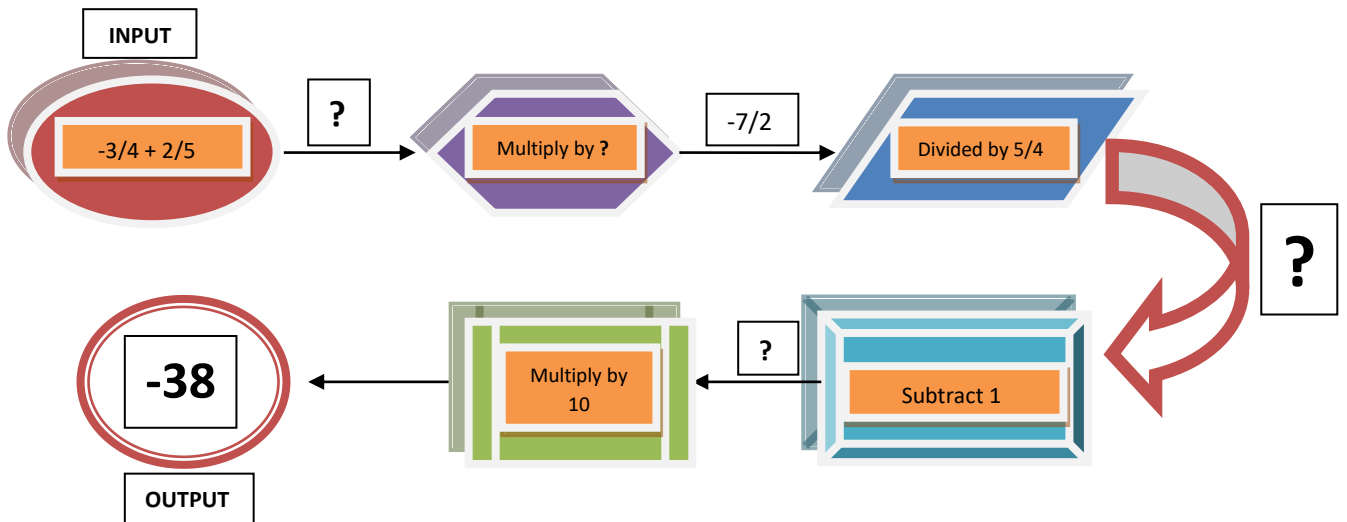 INPUT
-3/4 + 2/5
?
Multiply by ?
-7/2
Divided by 5/4
?
Subtract 1
?
Multiply by
10
-38
OUTPUT